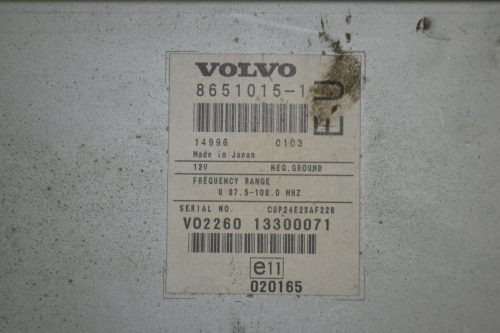 VOLVO
8651015-1
EU
14996 0103
Made in Japan
12V NEG.GROUND
FREQUENCY RANGE
U 87.5-108.0 MHZ
SERIAL NO. CUP24E23AF226
VO2260 13300071
e11
020165